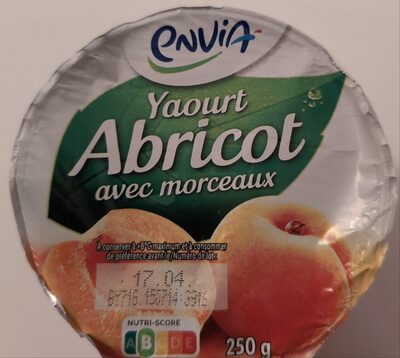 envia
Yaourt
Abricot
avec morceaux
À conserver à +8°C maximum et à consommer
de préférence avant le/Numéro de lot:
17.04
NUTRI-SCORE
A B C D E
250 g